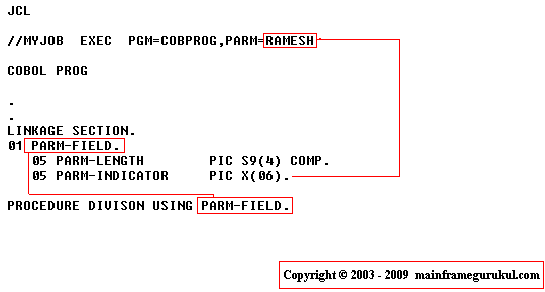 JCL
//MYJOB EXEC PGM=COBPROG,PARM=RAMESH
COBOL PROG
.
.
LINKAGE SECTION.
01 PARM-FIELD.
05 PARM-LENGTH PIC S9(4) COMP.
05 PARM-INDICATOR PIC X(06).
PROCEDURE DIVISON USING PARM-FIELD.
Copyright © 2003 - 2009 mainframegurukul.com